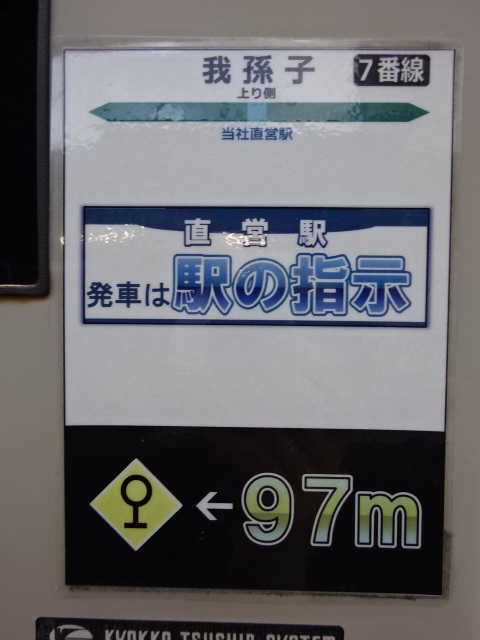 我孫子 7番線
上り側
当社直営駅
直営駅
発車は駅の指示
←97m
KYOKKO TSUSHIN SYSTEM